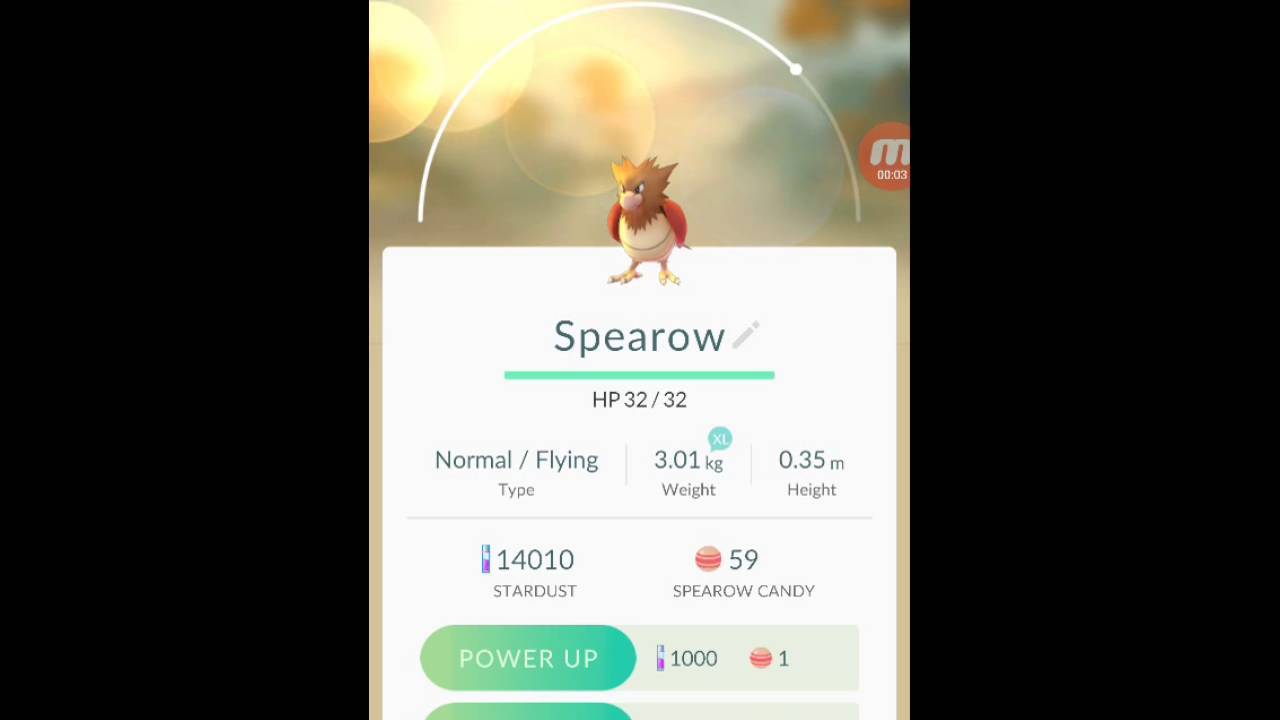 00:03
Spearow
HP 32 / 32
XL
Normal / Flying
3.01 kg
0.35 m
Type
Weight
Height
14010
59
STARDUST
SPEAROW CANDY
POWER UP
1000
1